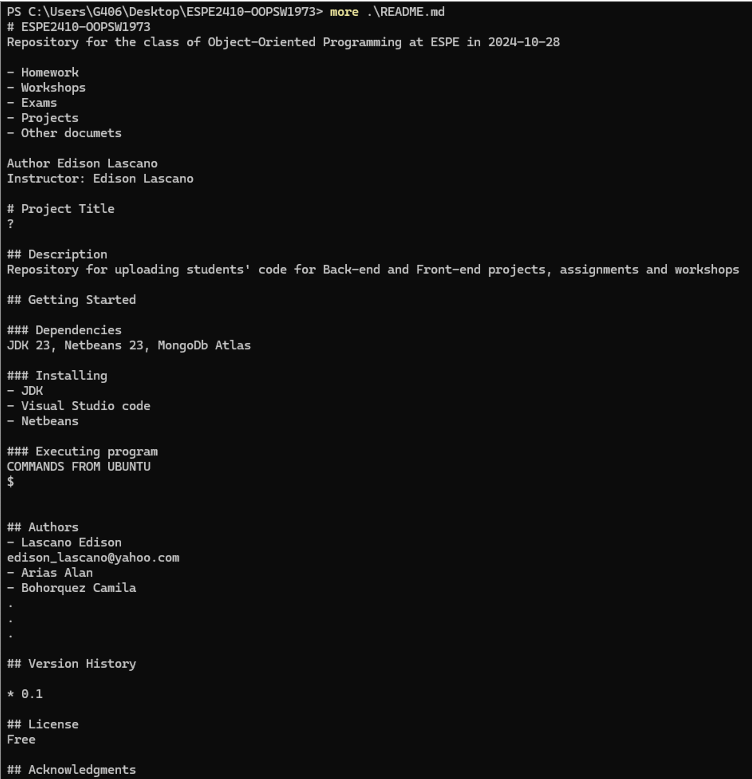 PS C:\Users\G406\Desktop\ESPE2410-OOPSW1973> more .\README.md
# ESPE2410-OOPSW1973
Repository for the class of Object-Oriented Programming at ESPE in 2024-10-28

- Homework
- Workshops
- Exams
- Projects
- Other documets

Author Edison Lascano
Instructor: Edison Lascano

# Project Title
?

## Description
Repository for uploading students' code for Back-end and Front-end projects, assignments and workshops

## Getting Started

### Dependencies
JDK 23, Netbeans 23, MongoDb Atlas

### Installing
- JDK
- Visual Studio code
- Netbeans

### Executing program
COMMANDS FROM UBUNTU
$

## Authors
- Lascano Edison
edison_lascano@yahoo.com
- Arias Alan
- Bohorquez Camila
.
.
.

## Version History

* 0.1

## License
Free

## Acknowledgments